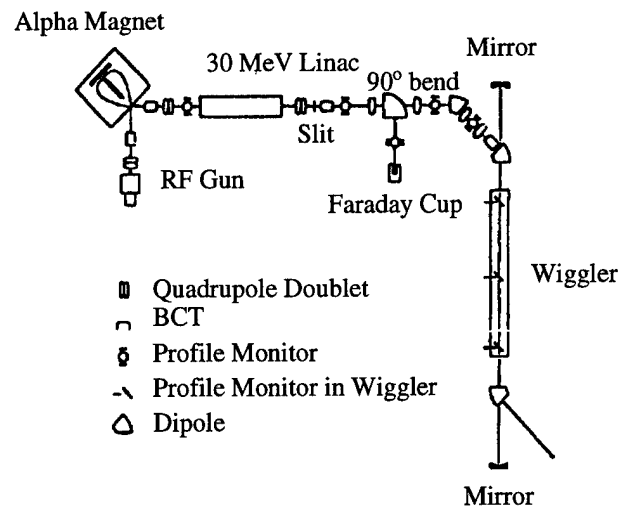 Alpha Magnet
Mirror
30 MeV Linac
90° bend
Slit
RF Gun
Faraday Cup
Wiggler
Quadrupole Doublet
BCT
Profile Monitor
Profile Monitor in Wiggler
Dipole
Mirror